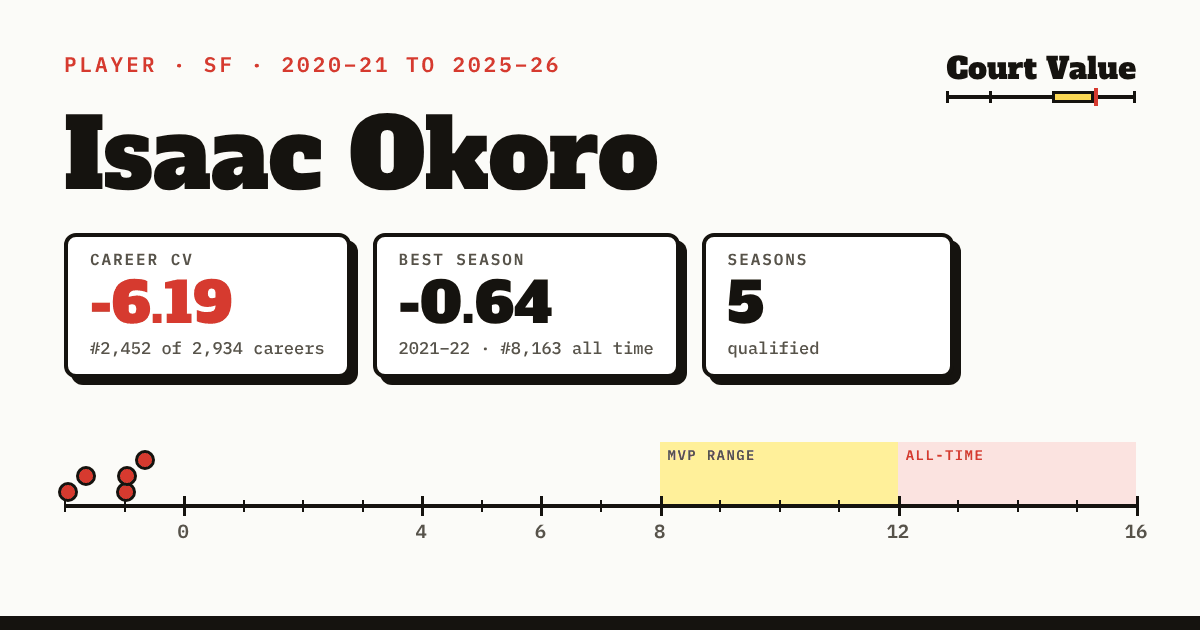 PLAYER · SF · 2020–21 TO 2025–26
Court Value
Isaac Okoro
CAREER CV
-6.19
#2,452 of 2,934 careers
BEST SEASON
-0.64
2021–22 · #8,163 all time
SEASONS
5
qualified
MVP RANGE
ALL-TIME
0 4 6 8 12 16